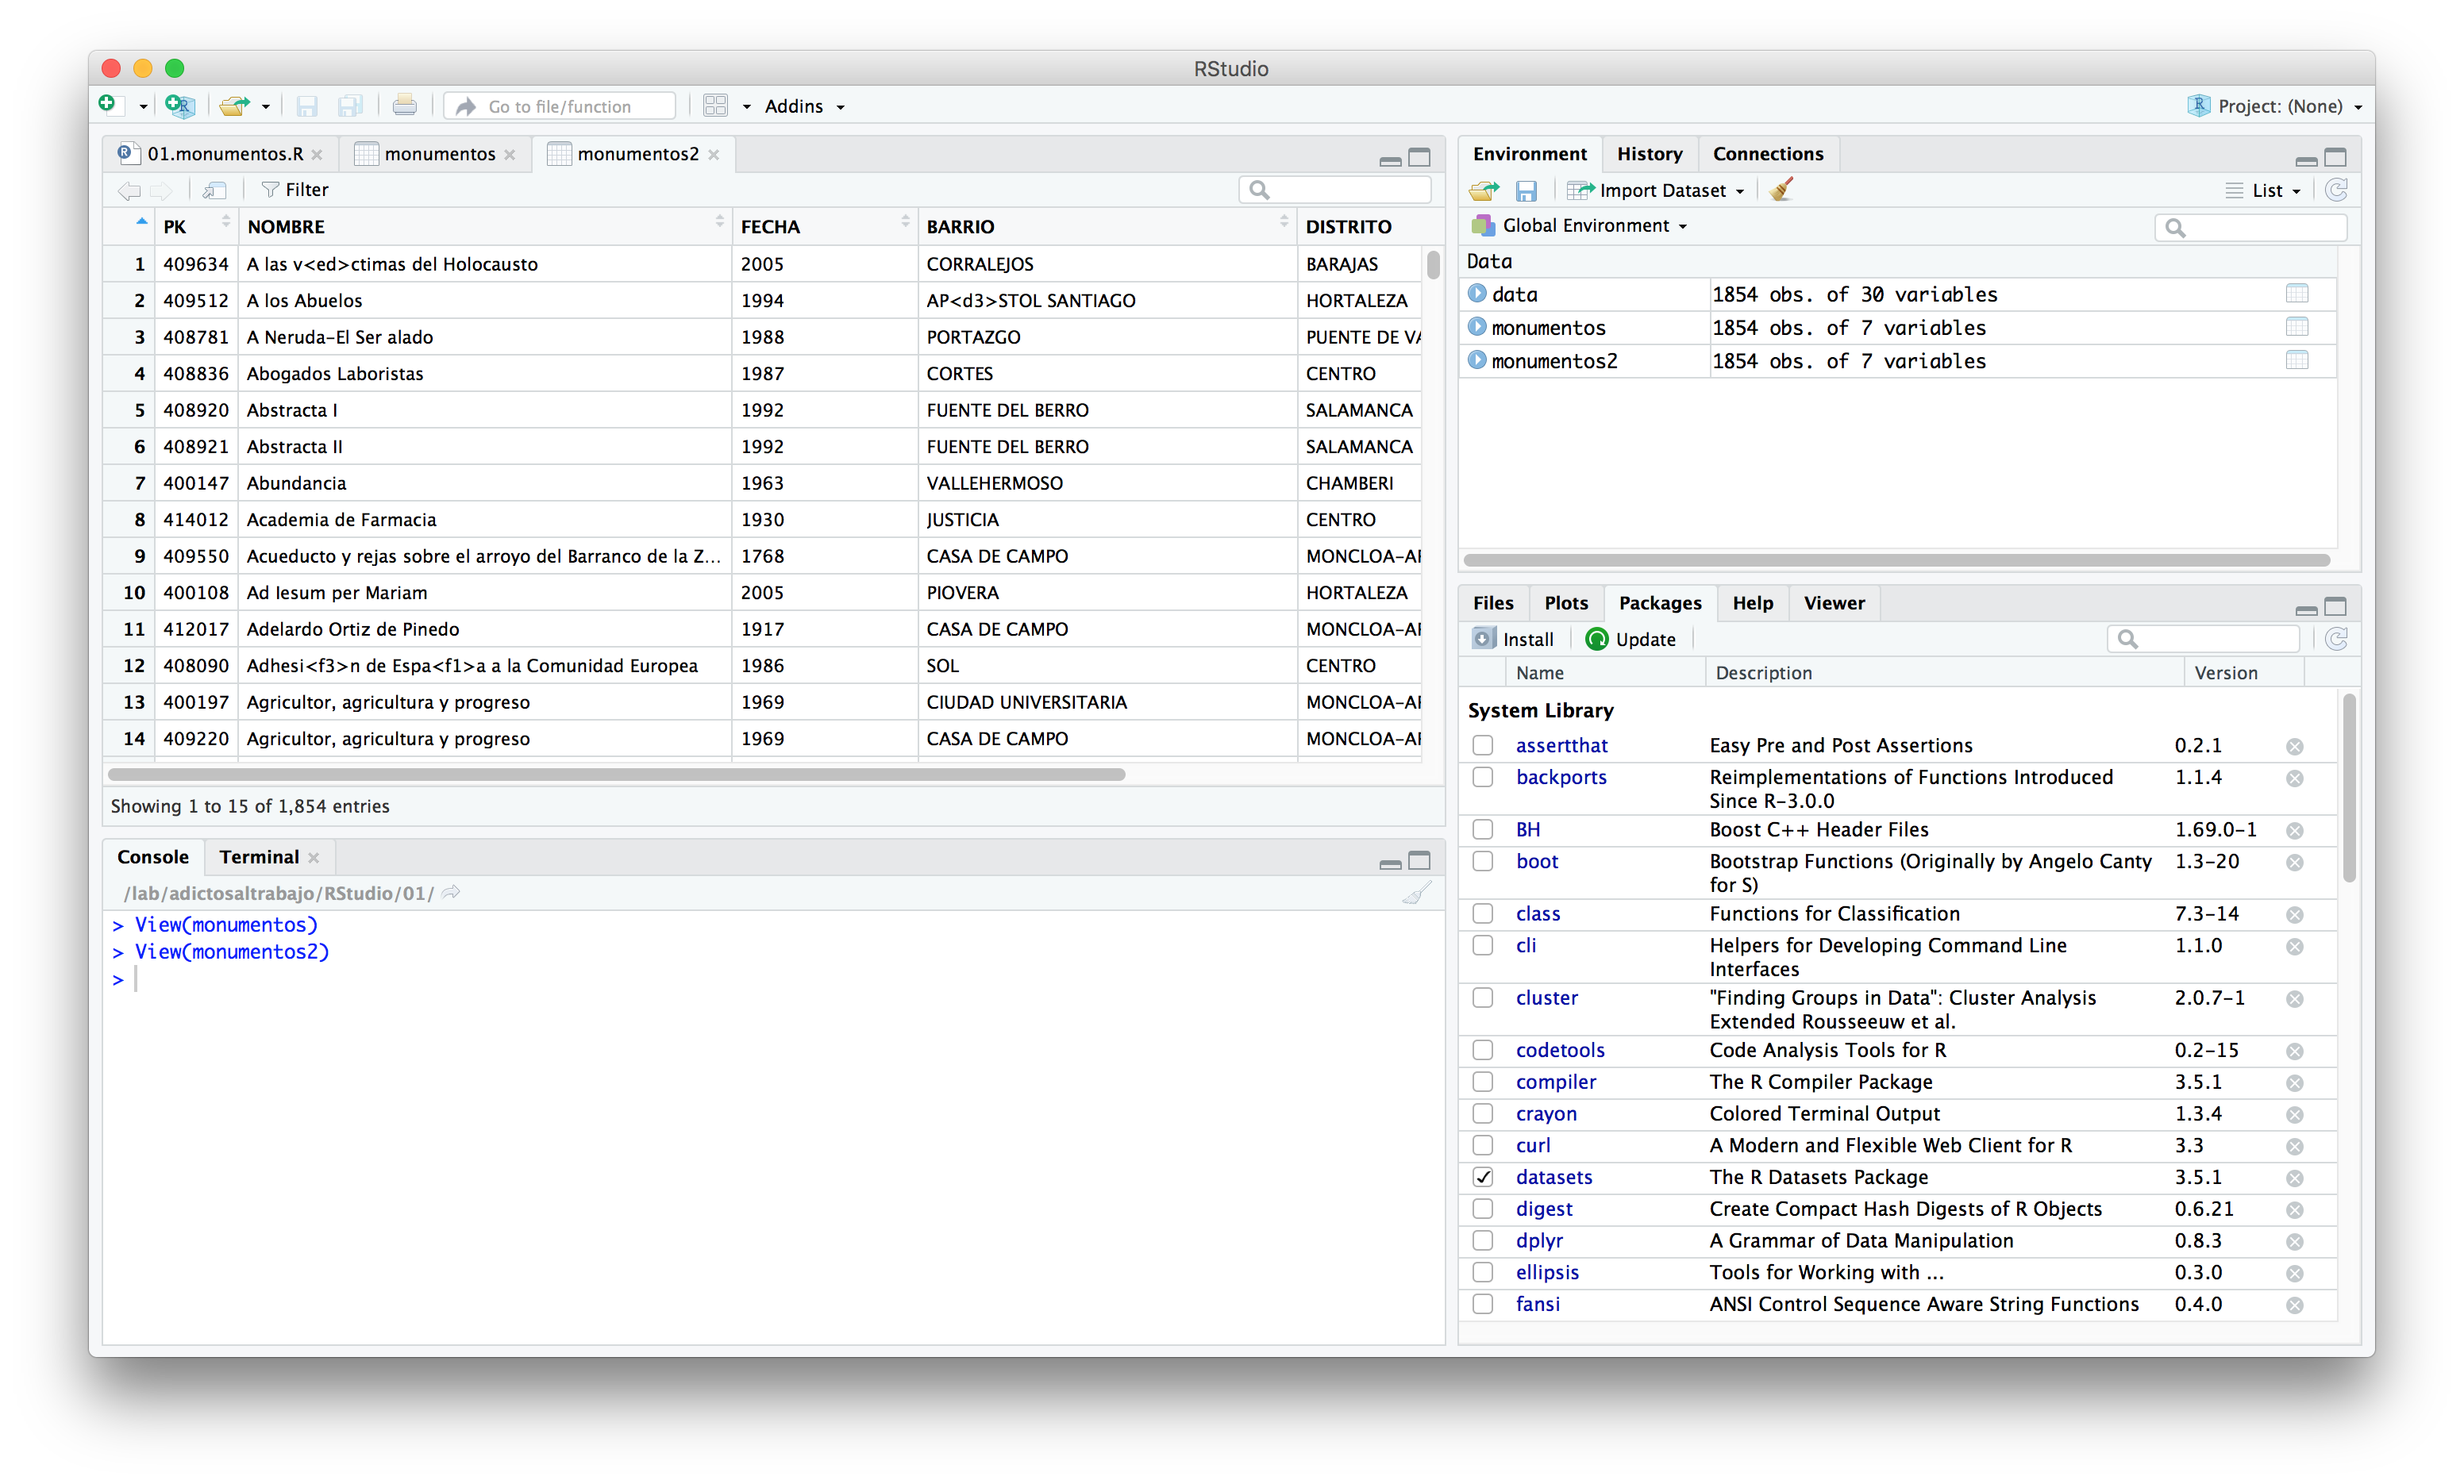 RStudio
Go to file/function
Addins
Project: (None)
01.monumentos.R
monumentos
monumentos2
Filter
PK NOMBRE FECHA BARRIO DISTRITO
1 409634 A las v<ed>ctimas del Holocausto 2005 CORRALEJOS BARAJAS
2 409512 A los Abuelos 1994 AP<d3>STOL SANTIAGO HORTALEZA
3 408781 A Neruda-El Ser alado 1988 PORTAZGO PUENTE DE VA
4 408836 Abogados Laboristas 1987 CORTES CENTRO
5 408920 Abstracta I 1992 FUENTE DEL BERRO SALAMANCA
6 408921 Abstracta II 1992 FUENTE DEL BERRO SALAMANCA
7 400147 Abundancia 1963 VALLEHERMOSO CHAMBERI
8 414012 Academia de Farmacia 1930 JUSTICIA CENTRO
9 409550 Acueducto y rejas sobre el arroyo del Barranco de la Z... 1768 CASA DE CAMPO MONCLOA-AR
10 400108 Ad Iesum per Mariam 2005 PIOVERA HORTALEZA
11 412017 Adelardo Ortiz de Pinedo 1917 CASA DE CAMPO MONCLOA-AR
12 408090 Adhesi<f3>n de Espa<f1>a a la Comunidad Europea 1986 SOL CENTRO
13 400197 Agricultor, agricultura y progreso 1969 CIUDAD UNIVERSITARIA MONCLOA-AR
14 409220 Agricultor, agricultura y progreso 1969 CASA DE CAMPO MONCLOA-AR
Showing 1 to 15 of 1,854 entries
Console Terminal
/lab/adictosaltrabajo/RStudio/01/
> View(monumentos)
> View(monumentos2)
>
Environment History Connections
Import Dataset List
Global Environment
Data
data 1854 obs. of 30 variables
monumentos 1854 obs. of 7 variables
monumentos2 1854 obs. of 7 variables
Files Plots Packages Help Viewer
Install Update
Name Description Version
System Library
assertthat Easy Pre and Post Assertions 0.2.1
backports Reimplementations of Functions Introduced 1.1.4
Since R-3.0.0
BH Boost C++ Header Files 1.69.0-1
boot Bootstrap Functions (Originally by Angelo Canty 1.3-20
for S)
class Functions for Classification 7.3-14
cli Helpers for Developing Command Line 1.1.0
Interfaces
cluster "Finding Groups in Data": Cluster Analysis 2.0.7-1
Extended Rousseeuw et al.
codetools Code Analysis Tools for R 0.2-15
compiler The R Compiler Package 3.5.1
crayon Colored Terminal Output 1.3.4
curl A Modern and Flexible Web Client for R 3.3
datasets The R Datasets Package 3.5.1
digest Create Compact Hash Digests of R Objects 0.6.21
dplyr A Grammar of Data Manipulation 0.8.3
ellipsis Tools for Working with ... 0.3.0
fansi ANSI Control Sequence Aware String Functions 0.4.0